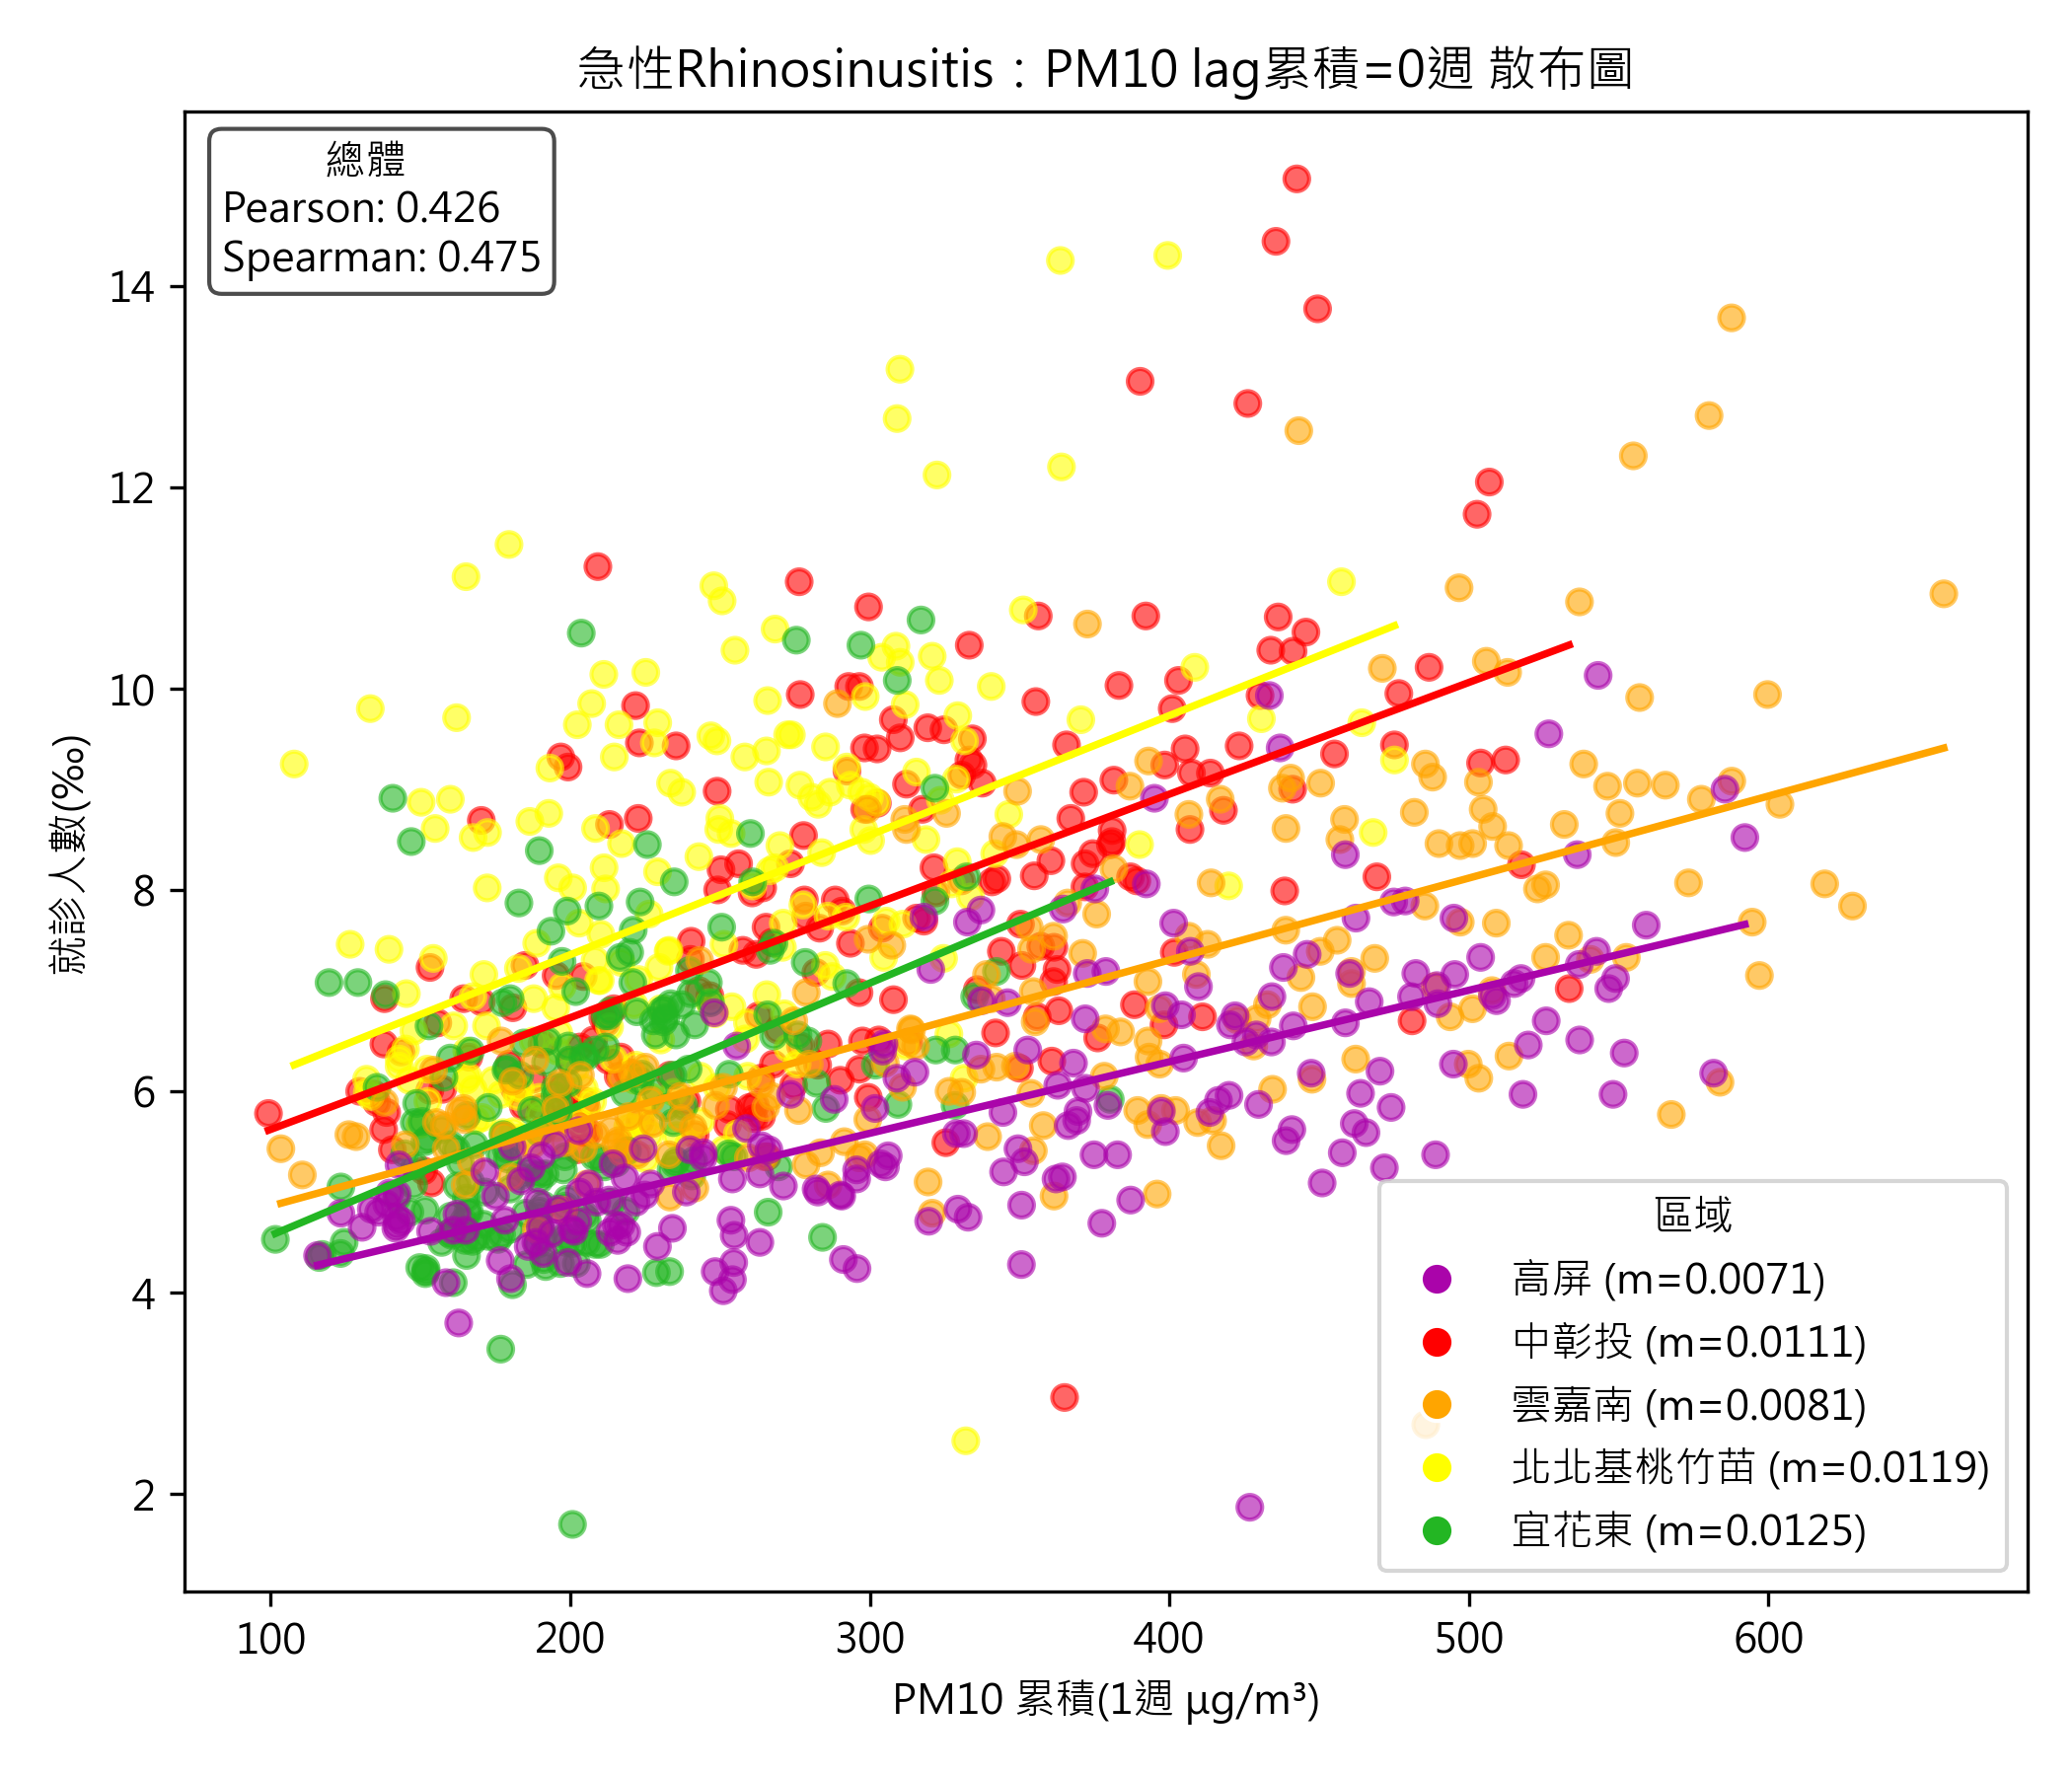 急性Rhinosinusitis：PM10 lag累積=0週 散布圖
總體
Pearson: 0.426
Spearman: 0.475
就診人數(‰)
14
12
10
8
6
4
2
區域
高屏 (m=0.0071)
中彰投 (m=0.0111)
雲嘉南 (m=0.0081)
北北基桃竹苗 (m=0.0119)
宜花東 (m=0.0125)
100 200 300 400 500 600
PM10 累積(1週 μg/m³)